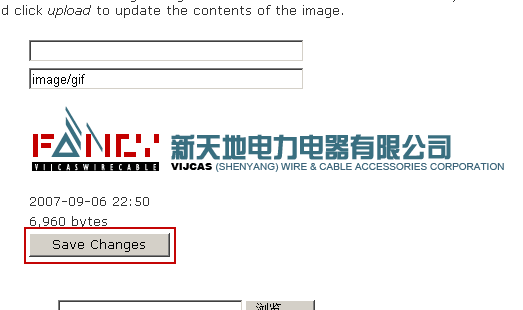 d click upload to update the contents of the image.
image/gif
FANCY 新天地电力电器有限公司
VIJCASWIRECABLE VIJCAS (SHENYANG) WIRE & CABLE ACCESSORIES CORPORATION
2007-09-06 22:50
6,960 bytes
Save Changes
浏览